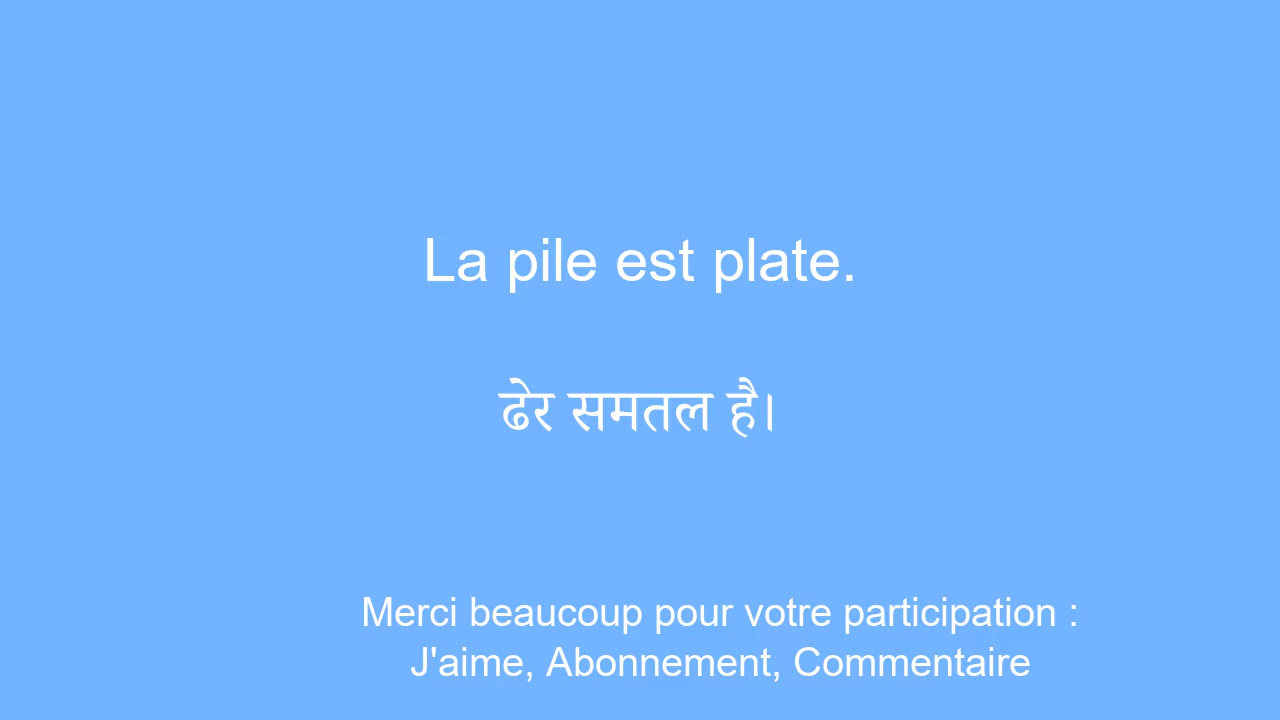 La pile est plate.
ढेर समतल है।
Merci beaucoup pour votre participation :
J'aime, Abonnement, Commentaire